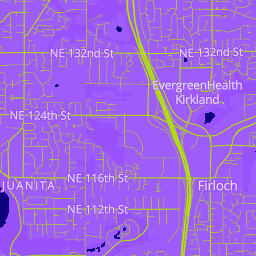 NE 132nd St
NE 132nd St
EvergreenHealth
Kirkland
NE 124th St
NE 116th St
JUANITA
Firloch
NE 112th St